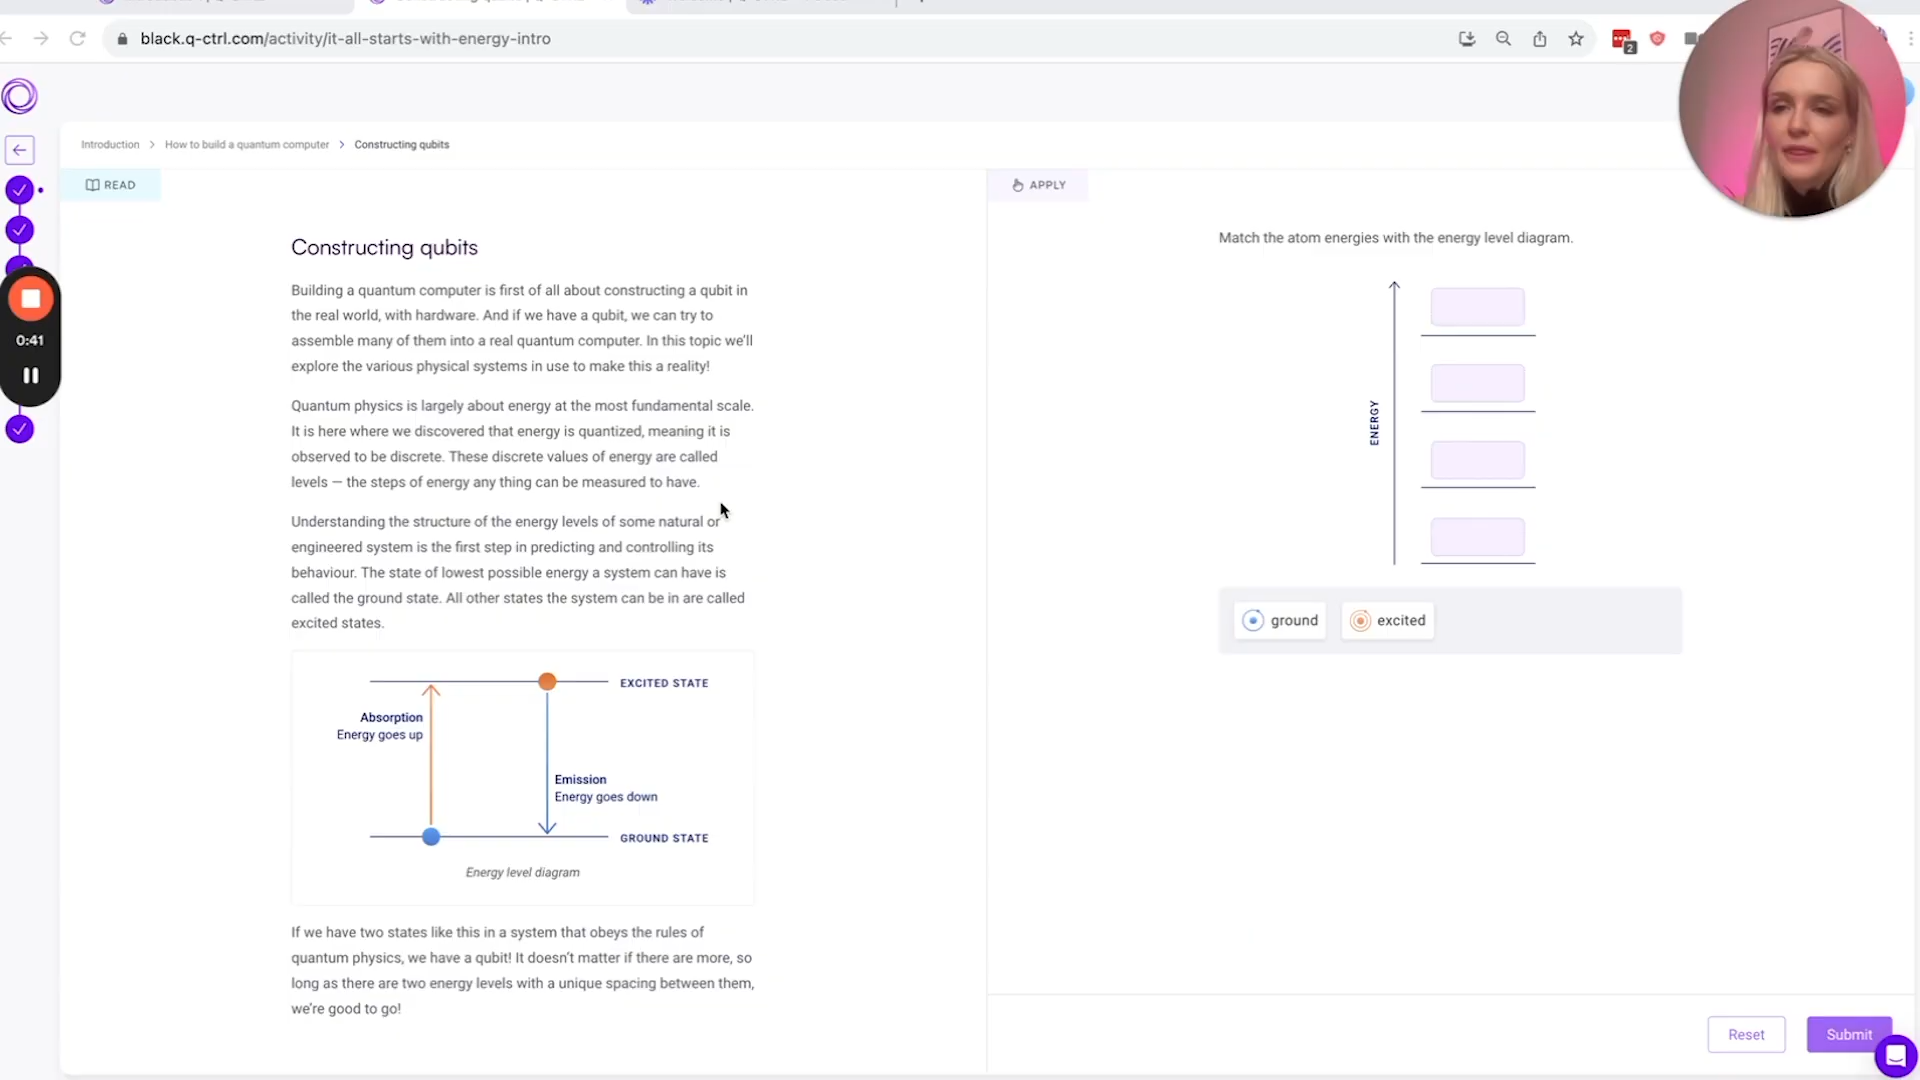 black.q-ctrl.com/activity/it-all-starts-with-energy-intro
2
Introduction > How to build a quantum computer > Constructing qubits
READ
APPLY
0:41
Constructing qubits
Building a quantum computer is first of all about constructing a qubit in
the real world, with hardware. And if we have a qubit, we can try to
assemble many of them into a real quantum computer. In this topic we'll
explore the various physical systems in use to make this a reality!
Quantum physics is largely about energy at the most fundamental scale.
It is here where we discovered that energy is quantized, meaning it is
observed to be discrete. These discrete values of energy are called
levels — the steps of energy any thing can be measured to have.
Understanding the structure of the energy levels of some natural or
engineered system is the first step in predicting and controlling its
behaviour. The state of lowest possible energy a system can have is
called the ground state. All other states the system can be in are called
excited states.
EXCITED STATE
Absorption
Energy goes up
Emission
Energy goes down
GROUND STATE
Energy level diagram
If we have two states like this in a system that obeys the rules of
quantum physics, we have a qubit! It doesn't matter if there are more, so
long as there are two energy levels with a unique spacing between them,
we're good to go!
Match the atom energies with the energy level diagram.
ENERGY
ground
excited
Reset
Submit